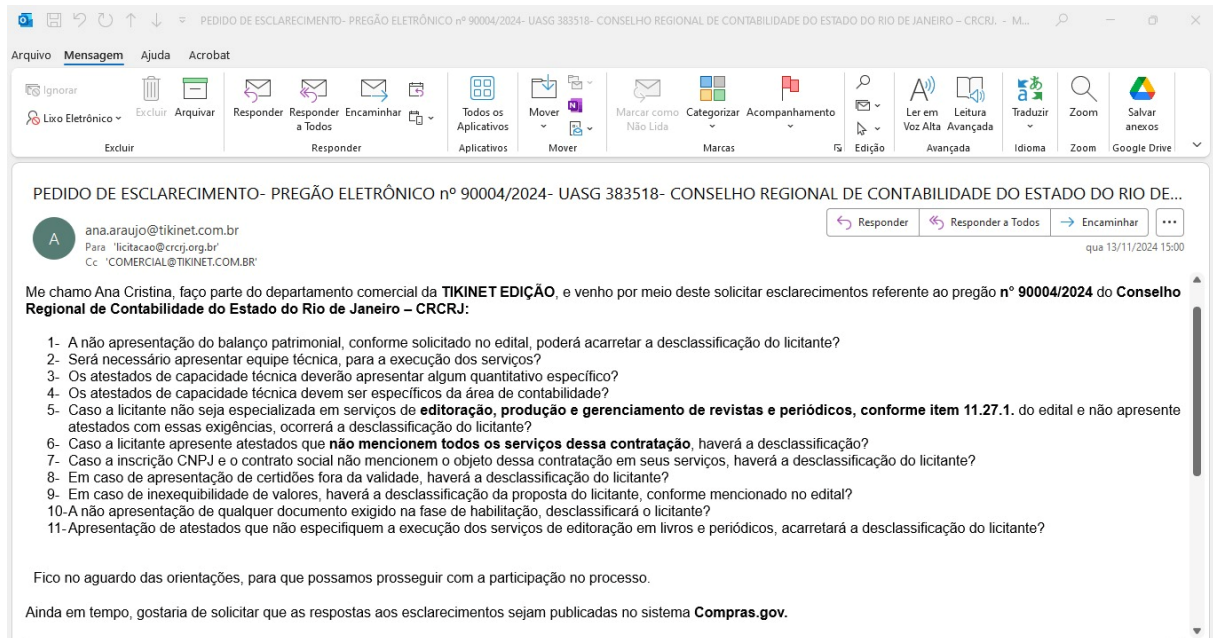 PEDIDO DE ESCLARECIMENTO- PREGÃO ELETRÔNICO nº 90004/2024- UASG 383518- CONSELHO REGIONAL DE CONTABILIDADE DO ESTADO DO RIO DE JANEIRO – CRCRJ. - M...
Arquivo Mensagem Ajuda Acrobat
Ignorar
Lixo Eletrônico
Excluir
Arquivar
Excluir
Responder
Responder a Todos
Encaminhar
Responder
Todos os Aplicativos
Aplicativos
Mover
Mover
Marcar como Não Lida
Categorizar
Acompanhamento
Marcas
Edição
Ler em Voz Alta
Leitura Avançada
Avançada
Traduzir
Idioma
Zoom
Zoom
Salvar anexos
Google Drive
PEDIDO DE ESCLARECIMENTO- PREGÃO ELETRÔNICO nº 90004/2024- UASG 383518- CONSELHO REGIONAL DE CONTABILIDADE DO ESTADO DO RIO DE...
A
ana.araujo@tikinet.com.br
Para 'licitacao@crcrj.org.br'
Cc 'COMERCIAL@TIKINET.COM.BR'
Responder
Responder a Todos
Encaminhar
qua 13/11/2024 15:00
Me chamo Ana Cristina, faço parte do departamento comercial da TIKINET EDIÇÃO, e venho por meio deste solicitar esclarecimentos referente ao pregão n° 90004/2024 do Conselho
Regional de Contabilidade do Estado do Rio de Janeiro – CRCRJ:
1- A não apresentação do balanço patrimonial, conforme solicitado no edital, poderá acarretar a desclassificação do licitante?
2- Será necessário apresentar equipe técnica, para a execução dos serviços?
3- Os atestados de capacidade técnica deverão apresentar algum quantitativo específico?
4- Os atestados de capacidade técnica devem ser específicos da área de contabilidade?
5- Caso a licitante não seja especializada em serviços de editoração, produção e gerenciamento de revistas e periódicos, conforme item 11.27.1. do edital e não apresente
atestados com essas exigências, ocorrerá a desclassificação do licitante?
6- Caso a licitante apresente atestados que não mencionem todos os serviços dessa contratação, haverá a desclassificação?
7- Caso a inscrição CNPJ e o contrato social não mencionem o objeto dessa contratação em seus serviços, haverá a desclassificação do licitante?
8- Em caso de apresentação de certidões fora da validade, haverá a desclassificação do licitante?
9- Em caso de inexequibilidade de valores, haverá a desclassificação da proposta do licitante, conforme mencionado no edital?
10-A não apresentação de qualquer documento exigido na fase de habilitação, desclassificará o licitante?
11-Apresentação de atestados que não especifiquem a execução dos serviços de editoração em livros e periódicos, acarretará a desclassificação do licitante?
Fico no aguardo das orientações, para que possamos prosseguir com a participação no processo.
Ainda em tempo, gostaria de solicitar que as respostas aos esclarecimentos sejam publicadas no sistema Compras.gov.